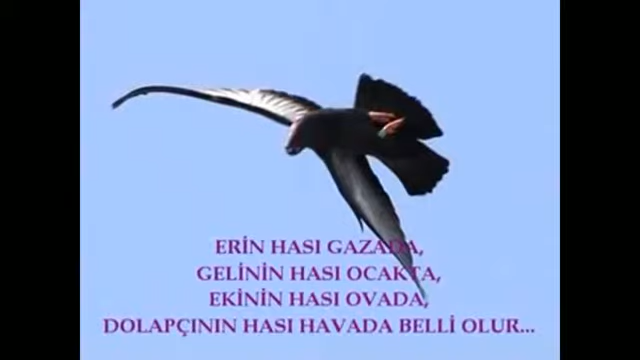 ERİN HASI GAZADA,
GELİNİN HASI OCAKTA,
EKİNİN HASI OVADA,
DOLAPÇININ HASI HAVADA BELLİ OLUR...